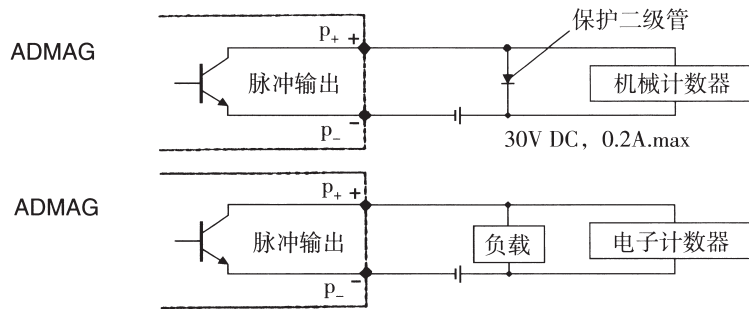 保护二级管
P+ +
ADMAG
脉冲输出
机械计数器
P- −
30V DC，0.2A.max
P+ +
ADMAG
脉冲输出
负载
电子计数器
P- −